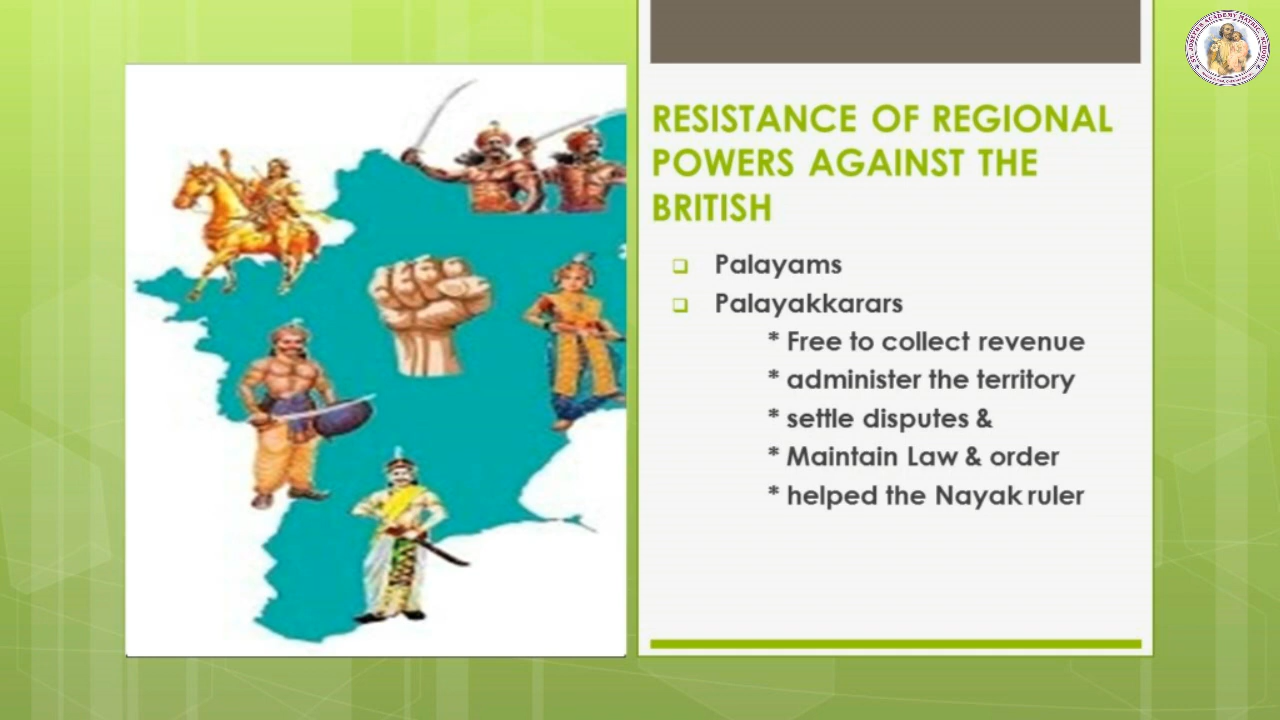 RESISTANCE OF REGIONAL
POWERS AGAINST THE
BRITISH
Palayams
Palayakkarars
* Free to collect revenue
* administer the territory
* settle disputes &
* Maintain Law & order
* helped the Nayak ruler